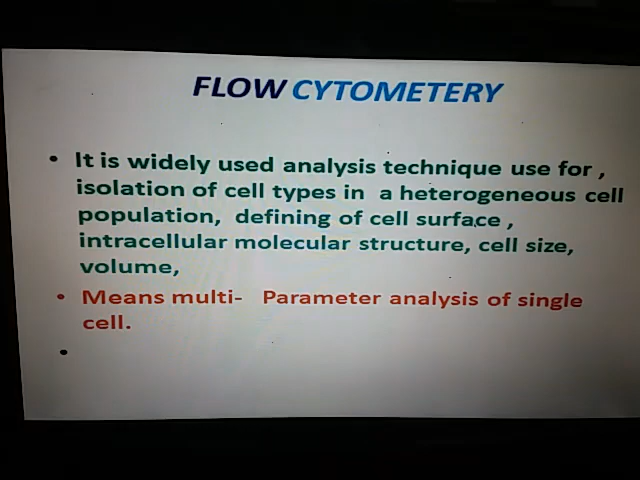 FLOW CYTOMETERY
• It is widely used analysis technique use for ,
isolation of cell types in a heterogeneous cell
population, defining of cell surface ,
intracellular molecular structure, cell size,
volume,
• Means multi- Parameter analysis of single
cell.
•